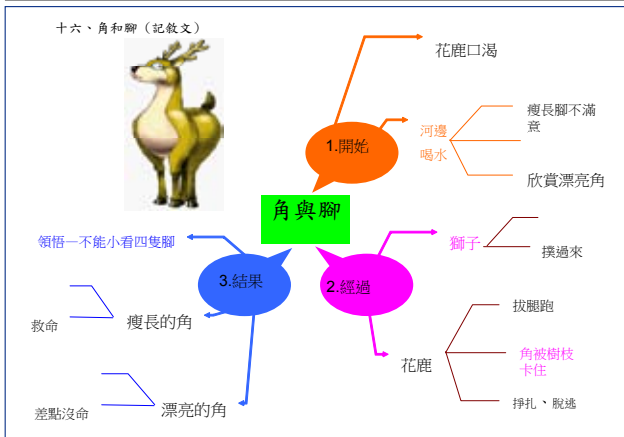 十六、角和腳（記敘文）
花鹿口渴
1.開始
河邊
喝水
瘦長腳不滿
意
欣賞漂亮角
角與腳
獅子
撲過來
2.經過
花鹿
拔腿跑
角被樹枝
卡住
掙扎、脫逃
3.結果
領悟—不能小看四隻腳
瘦長的角
救命
漂亮的角
差點沒命